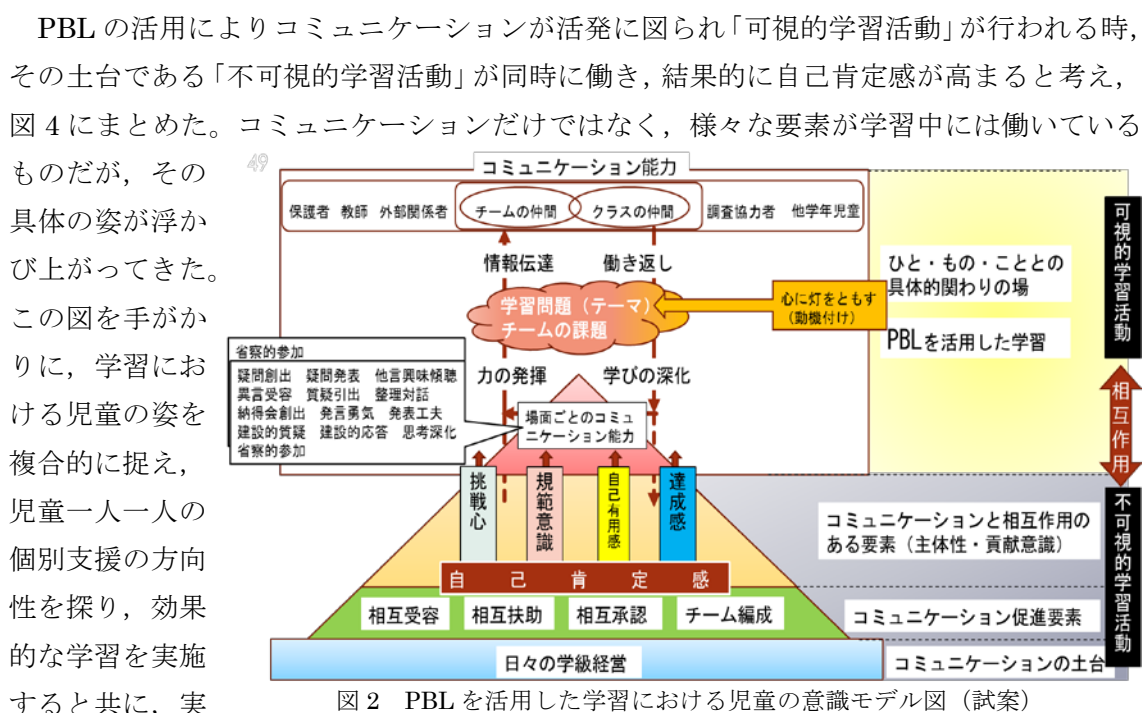 PBL の活用によりコミュニケーションが活発に図られ「可視的学習活動」が行われる時,
その土台である「不可視的学習活動」が同時に働き, 結果的に自己肯定感が高まると考え,
図 4 にまとめた。コミュニケーションだけではなく, 様々な要素が学習中には働いている
ものだが, その
具体の姿が浮か
び上がってきた。
この図を手がか
りに, 学習にお
ける児童の姿を
複合的に捉え,
児童一人一人の
個別支援の方向
性を探り, 効果
的な学習を実施
すると共に, 実
49
コミュニケーション能力
保護者 教師 外部関係者 チームの仲間 クラスの仲間 調査協力者 他学年児童
情報伝達 働き返し
学習問題（テーマ）
チームの課題
心に灯をともす
（動機付け）
力の発揮 学びの深化
省察的参加
疑問創出 疑問発表 他言興味傾聴
異言受容 質疑引出 整理対話
納得会創出 発言勇気 発表工夫
建設的質疑 建設的応答 思考深化
省察的参加
場面ごとのコミュ
ニケーション能力
挑戦心
規範意識
自己有用感
達成感
自己肯定感
相互受容 相互扶助 相互承認 チーム編成
日々の学級経営
ひと・もの・こととの
具体的関わりの場
PBLを活用した学習
コミュニケーションと相互作用の
ある要素（主体性・貢献意識）
コミュニケーション促進要素
コミュニケーションの土台
可視的学習活動
相互作用
不可視的学習活動
図 2 PBL を活用した学習における児童の意識モデル図（試案）